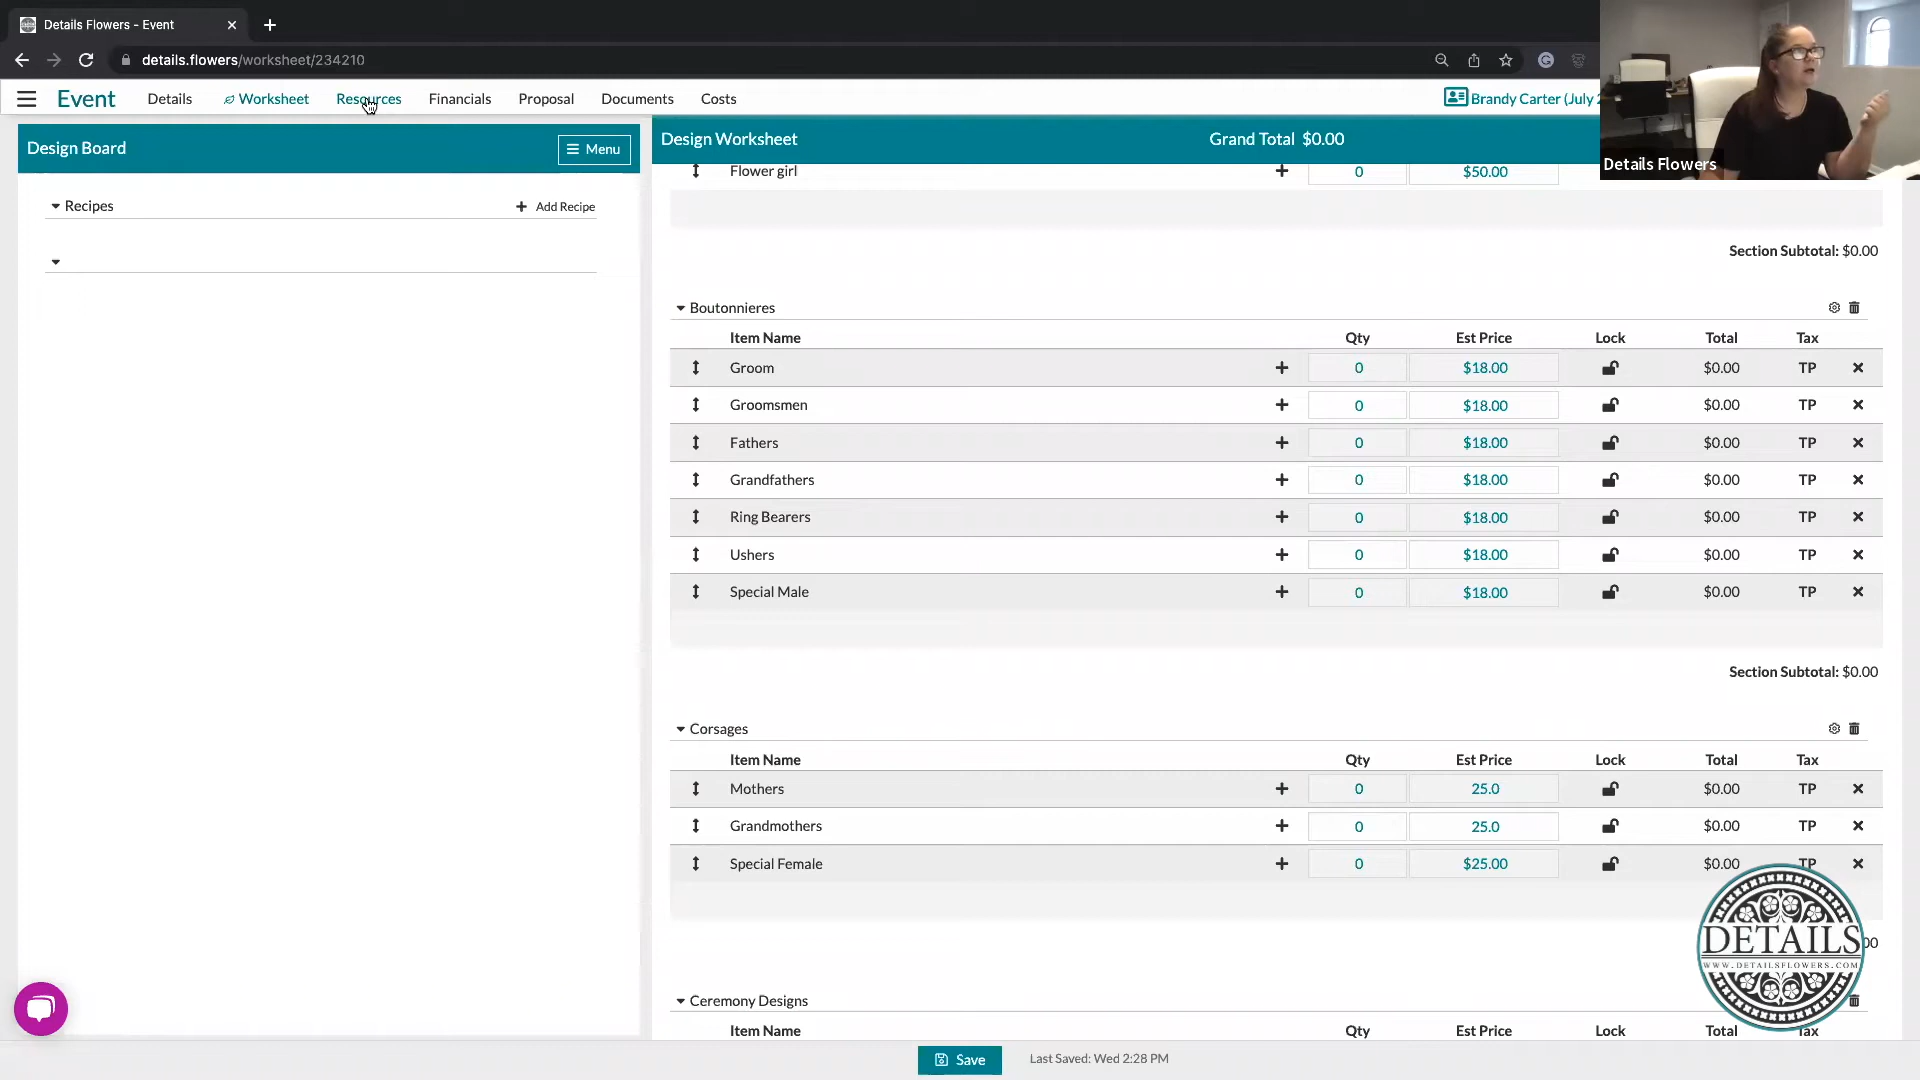 Details Flowers - Event
details.flowers/worksheet/234210
Event Details Worksheet Resources Financials Proposal Documents Costs Brandy Carter (July 2
Details Flowers
Design Board Menu
Recipes + Add Recipe
Design Worksheet Grand Total $0.00
Flower girl 0 $50.00
Section Subtotal: $0.00
Boutonnieres
Item Name Qty Est Price Lock Total Tax
Groom 0 $18.00 $0.00 TP
Groomsmen 0 $18.00 $0.00 TP
Fathers 0 $18.00 $0.00 TP
Grandfathers 0 $18.00 $0.00 TP
Ring Bearers 0 $18.00 $0.00 TP
Ushers 0 $18.00 $0.00 TP
Special Male 0 $18.00 $0.00 TP
Section Subtotal: $0.00
Corsages
Item Name Qty Est Price Lock Total Tax
Mothers 0 25.0 $0.00 TP
Grandmothers 0 25.0 $0.00 TP
Special Female 0 $25.00 $0.00 TP
00
Ceremony Designs
Item Name Qty Est Price Lock Total Tax
DETAILS
WWW.DETAILSFLOWERS.COM
Save Last Saved: Wed 2:28 PM